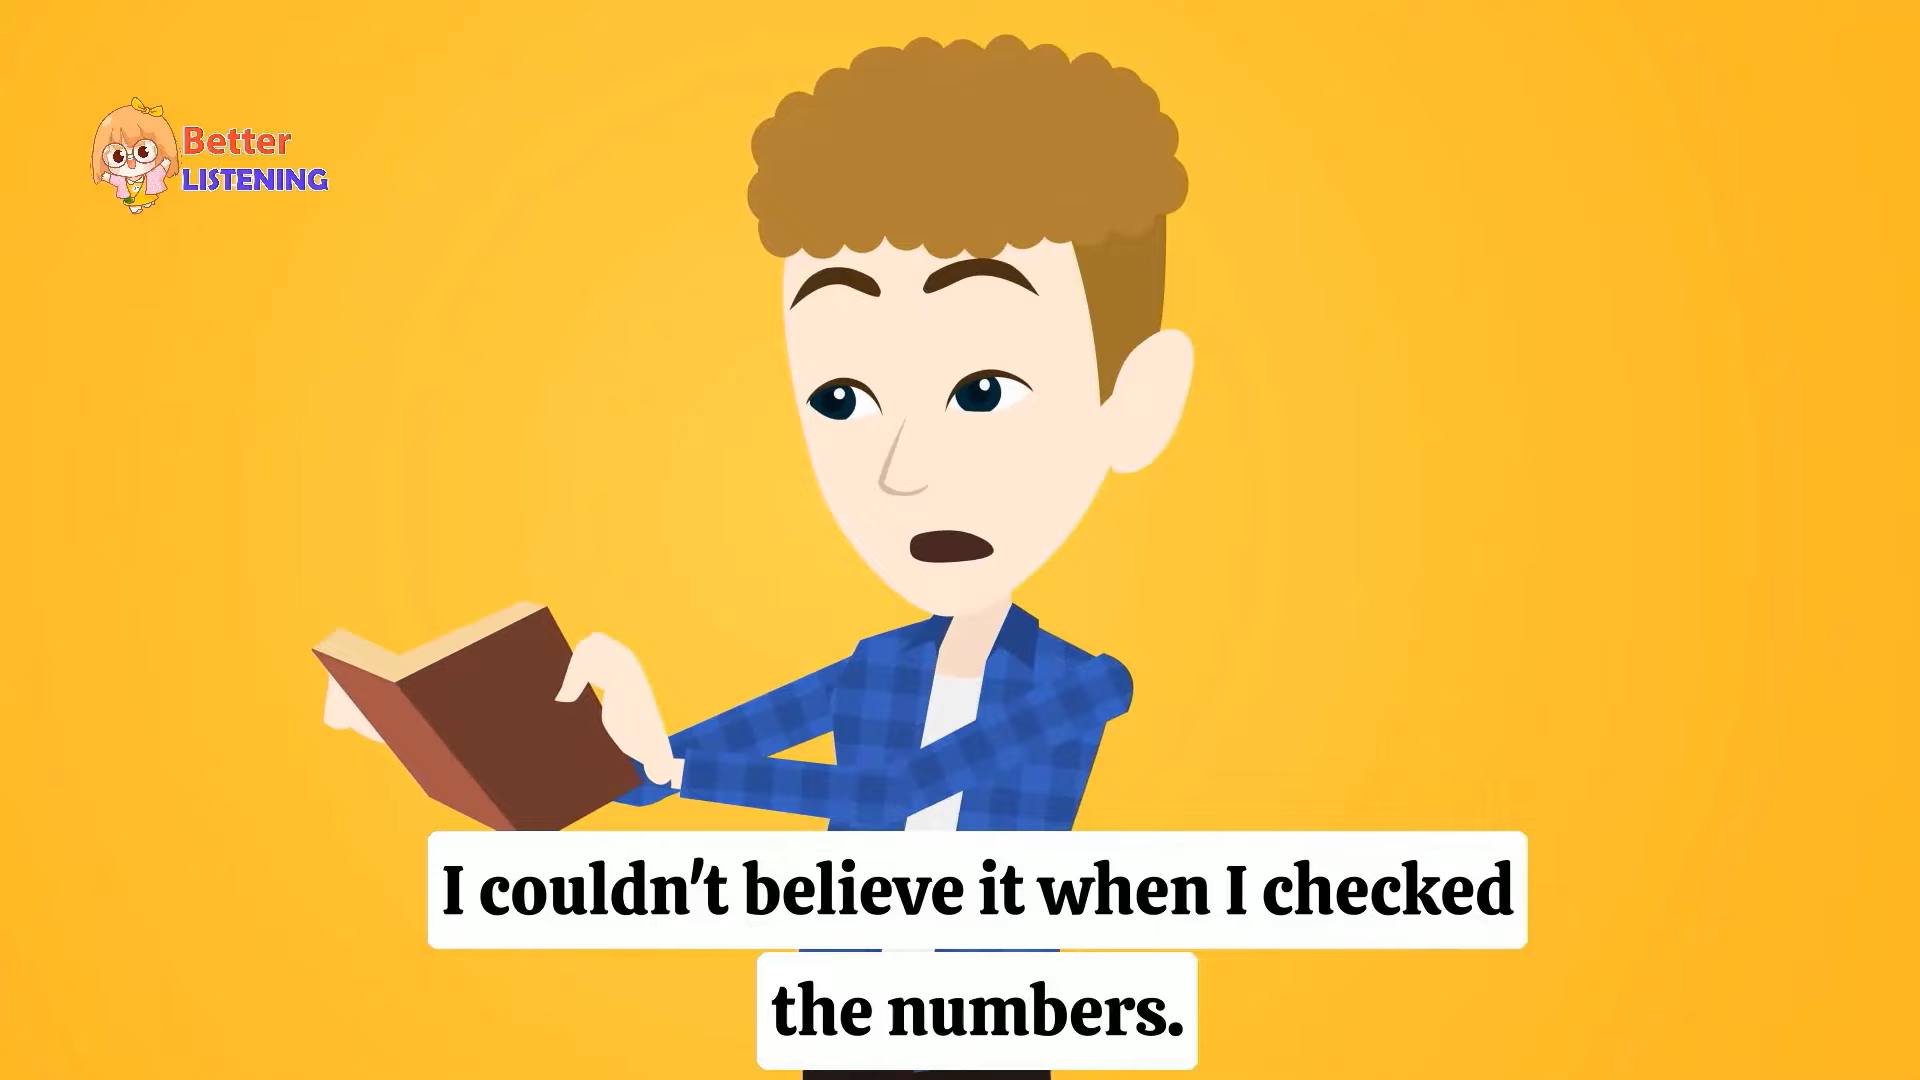 Better
LISTENING
I couldn't believe it when I checked
the numbers.